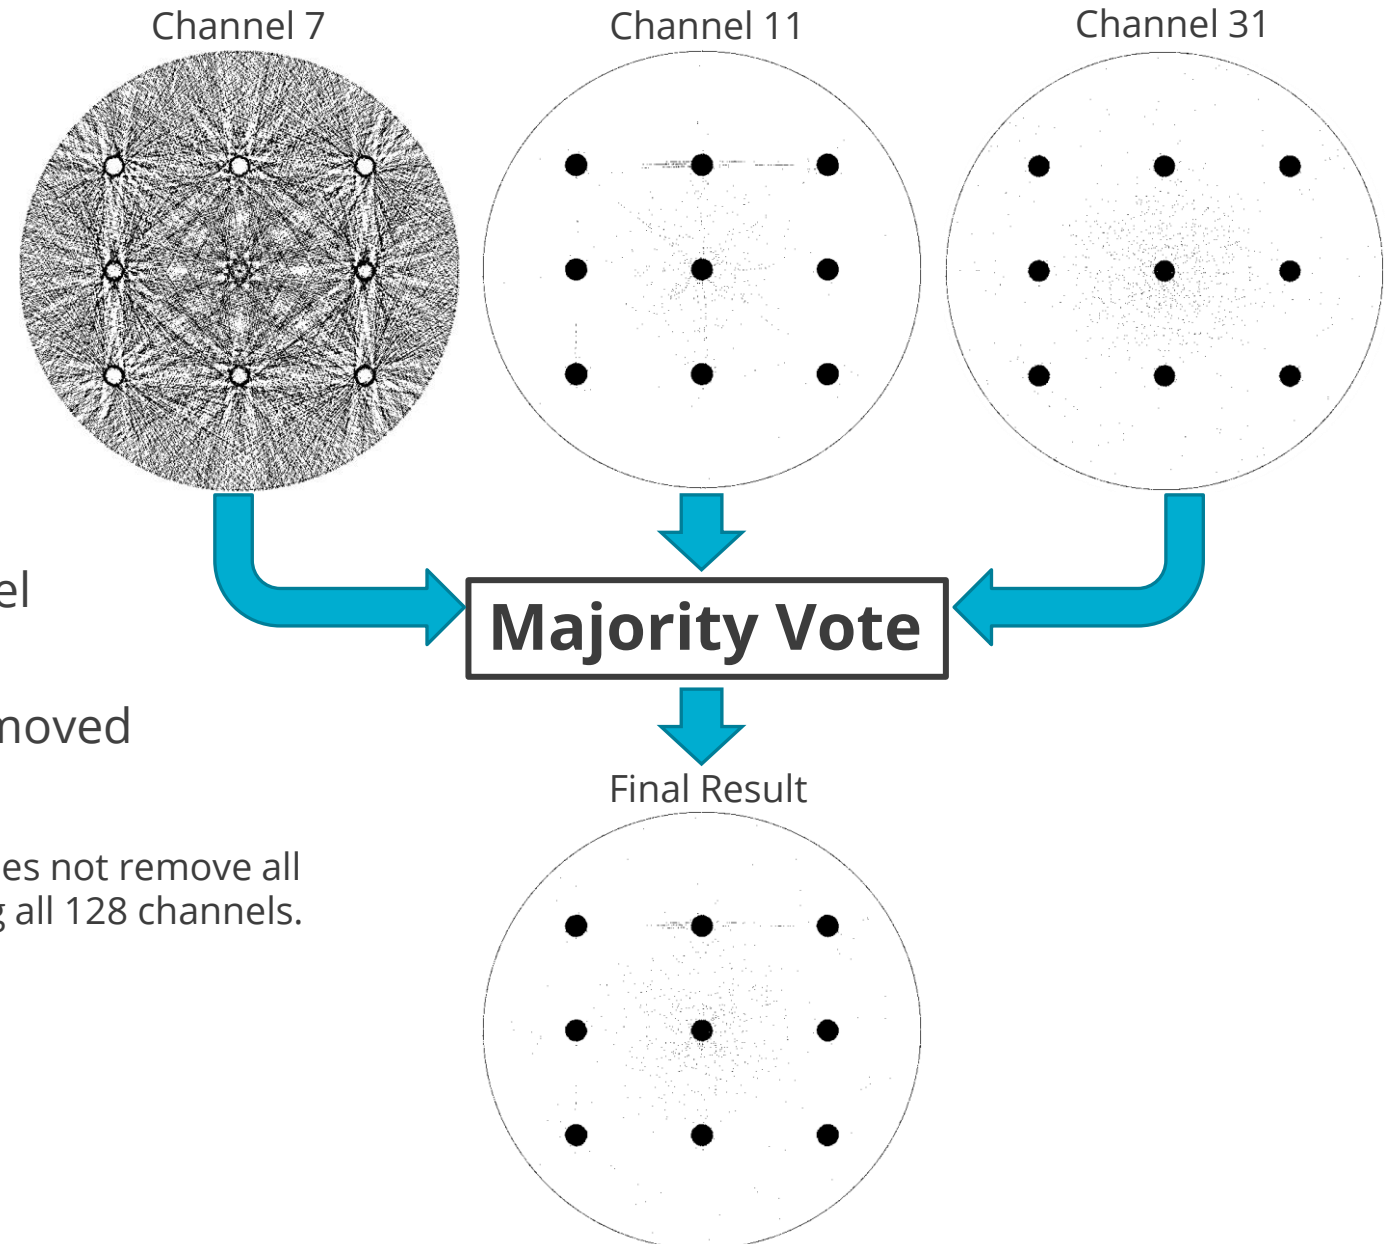 Channel 7
Channel 11
Channel 31
el
Majority Vote
moved
Final Result
es not remove all
g all 128 channels.